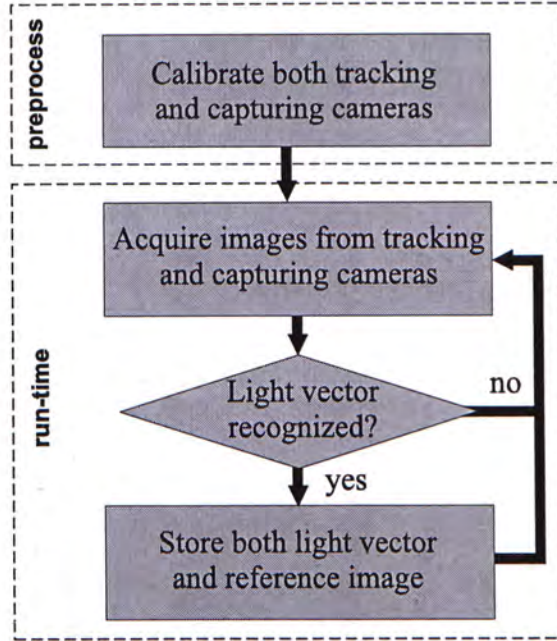 preprocess
Calibrate both tracking
and capturing cameras
run-time
Acquire images from tracking
and capturing cameras
Light vector
recognized?
no
yes
Store both light vector
and reference image